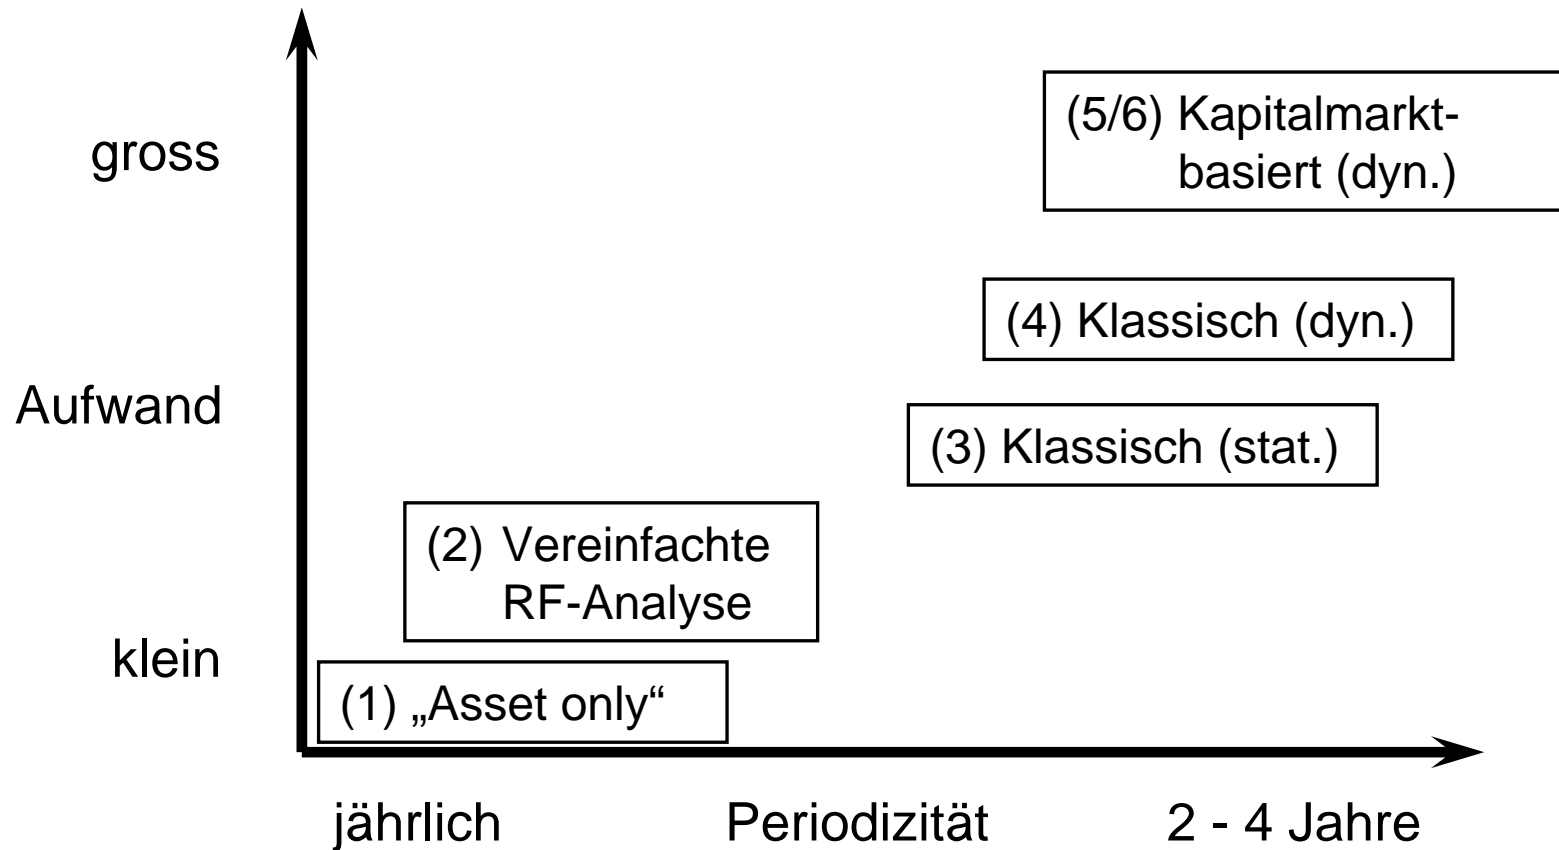 (5/6) Kapitalmarkt-
basiert (dyn.)
gross
(4) Klassisch (dyn.)
Aufwand
(3) Klassisch (stat.)
(2) Vereinfachte
RF-Analyse
klein
(1) „Asset only“
jährlich
Periodizität
2 - 4 Jahre